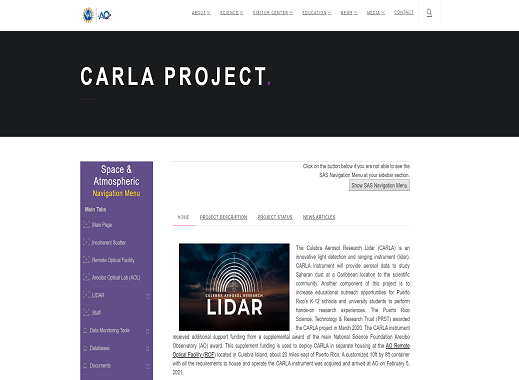 AO
ABOUT
SCIENCE
VISITOR CENTER
EDUCATION
NEWS
MEDIA
CONTACT
CARLA PROJECT.
Space &
Atmospheric
Navigation Menu
Main Tabs
Main Page
Incoherent Scatter
Remote Optical Facility
Arecibo Optical Lab (AOL)
LIDAR
Staff
Data Monitoring Tools
Databases
Documents
Click on the button below if you are not able to see the
SAS Navigation Menu at your sidebar section.
Show SAS Navigation Menu
HOME
PROJECT DESCRIPTION
PROJECT STATUS
NEWS ARTICLES
CULEBRA AEROSOL RESEARCH
LIDAR
The Culebra Aerosol Research Lidar (CARLA) is an
innovative light detection and ranging instrument (lidar).
CARLA instrument will provide aerosol data to study
Saharan dust at a Caribbean location to the scientific
community. Another component of this project is to
increase educational outreach opportunities for Puerto
Rico's K-12 schools and university students to perform
hands-on research experiences. The Puerto Rico
Science, Technology & Research Trust (PRST) awarded
the CARLA project in March 2020. The CARLA instrument
received additional support funding from a supplemental award of the main National Science Foundation Arecibo
Observatory (AO) award. This supplement funding is used to deploy CARLA in separate housing at the AO Remote
Optical Facility (ROF) located in Culebra Island, about 20 miles east of Puerto Rico. A customized 10ft by 8ft container
with all the requirements to house and operate the CARLA instrument was acquired and arrived at AO on February 5,
2021.